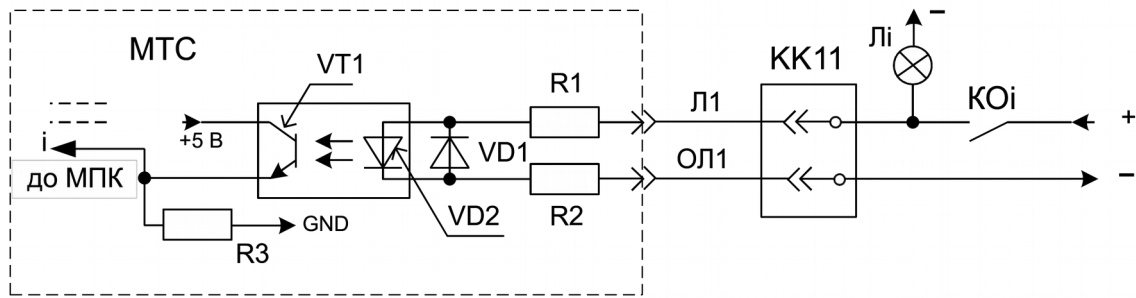 МТС
VT1
+5 В
i
до МПК
R3
GND
VD1
VD2
R1
R2
Л1
ОЛ1
КК11
Лі
–
КОі
+
–